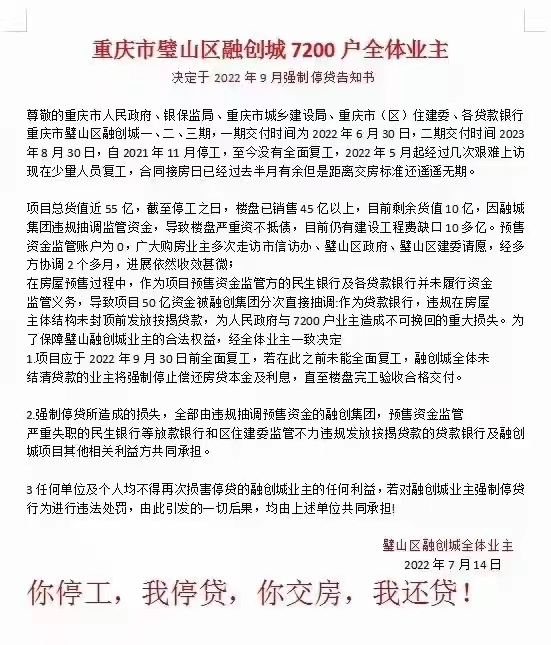 重庆市璧山区融创城 7200 户全体业主
决定于 2022 年 9 月强制停贷告知书
尊敬的重庆市人民政府、银保监局、重庆市城乡建设局、重庆市（区）住建委、各贷款银行
重庆市璧山区融创城一、二、三期，一期交付时间为 2022 年 6 月 30 日，二期交付时间 2023
年 8 月 30 日，自 2021 年 11 月停工，至今没有全面复工，2022 年 5 月起经过几次艰难上访
现在少量人员复工，合同接房日已经过去半月有余但是距离交房标准还遥遥无期。
项目总货值近 55 亿，截至停工之日，楼盘已销售 45 亿以上，目前剩余货值 10 亿，因融城
集团违规抽调监管资金，导致楼盘严重资不抵债，目前仍有建设工程费缺口 10 多亿。预售
资金监管账户为 0，广大购房业主多次走访市信访办、璧山区政府、璧山区建委请愿，经多
方协调 2 个多月，进展依然收效甚微；
在房屋预售过程中，作为项目预售资金监管方的民生银行及各贷款银行并未履行资金
监管义务，导致项目 50 亿资金被融创集团分次直接抽调:作为贷款银行，违规在房屋
主体结构未封顶前发放按揭贷款，为人民政府与 7200 户业主造成不可挽回的重大损失。为
了保障璧山融创城业主的合法权益，经全体业主一致决定
1.项目应于 2022 年 9 月 30 日前全面复工，若在此之前未能全面复工，融创城全体未
结清贷款的业主将强制停止偿还房贷本金及利息，直至楼盘完工验收合格交付。
2.强制停贷所造成的损失，全部由违规抽调预售资金的融创集团，预售资金监管
严重失职的民生银行等放款银行和区住建委监管不力违规发放按揭贷款的贷款银行及融创
城项目其他相关利益方共同承担。
3 任何单位及个人均不得再次损害停贷的融创城业主的任何利益，若对融创城业主强制停贷
行为进行违法处罚，由此引发的一切后果，均由上述单位共同承担!
璧山区融创城全体业主
2022 年 7 月 14 日
你停工，我停贷，你交房，我还贷！